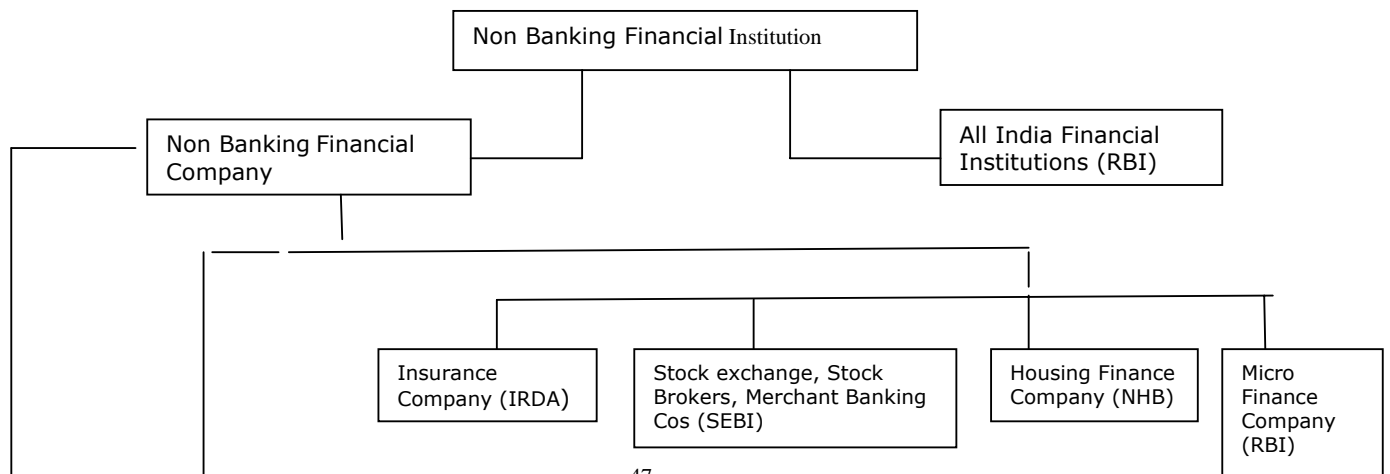 Non Banking Financial Institution
Non Banking Financial
Company
All India Financial
Institutions (RBI)
Insurance
Company (IRDA)
Stock exchange, Stock
Brokers, Merchant Banking
Cos (SEBI)
Housing Finance
Company (NHB)
Micro
Finance
Company
(RBI)
47